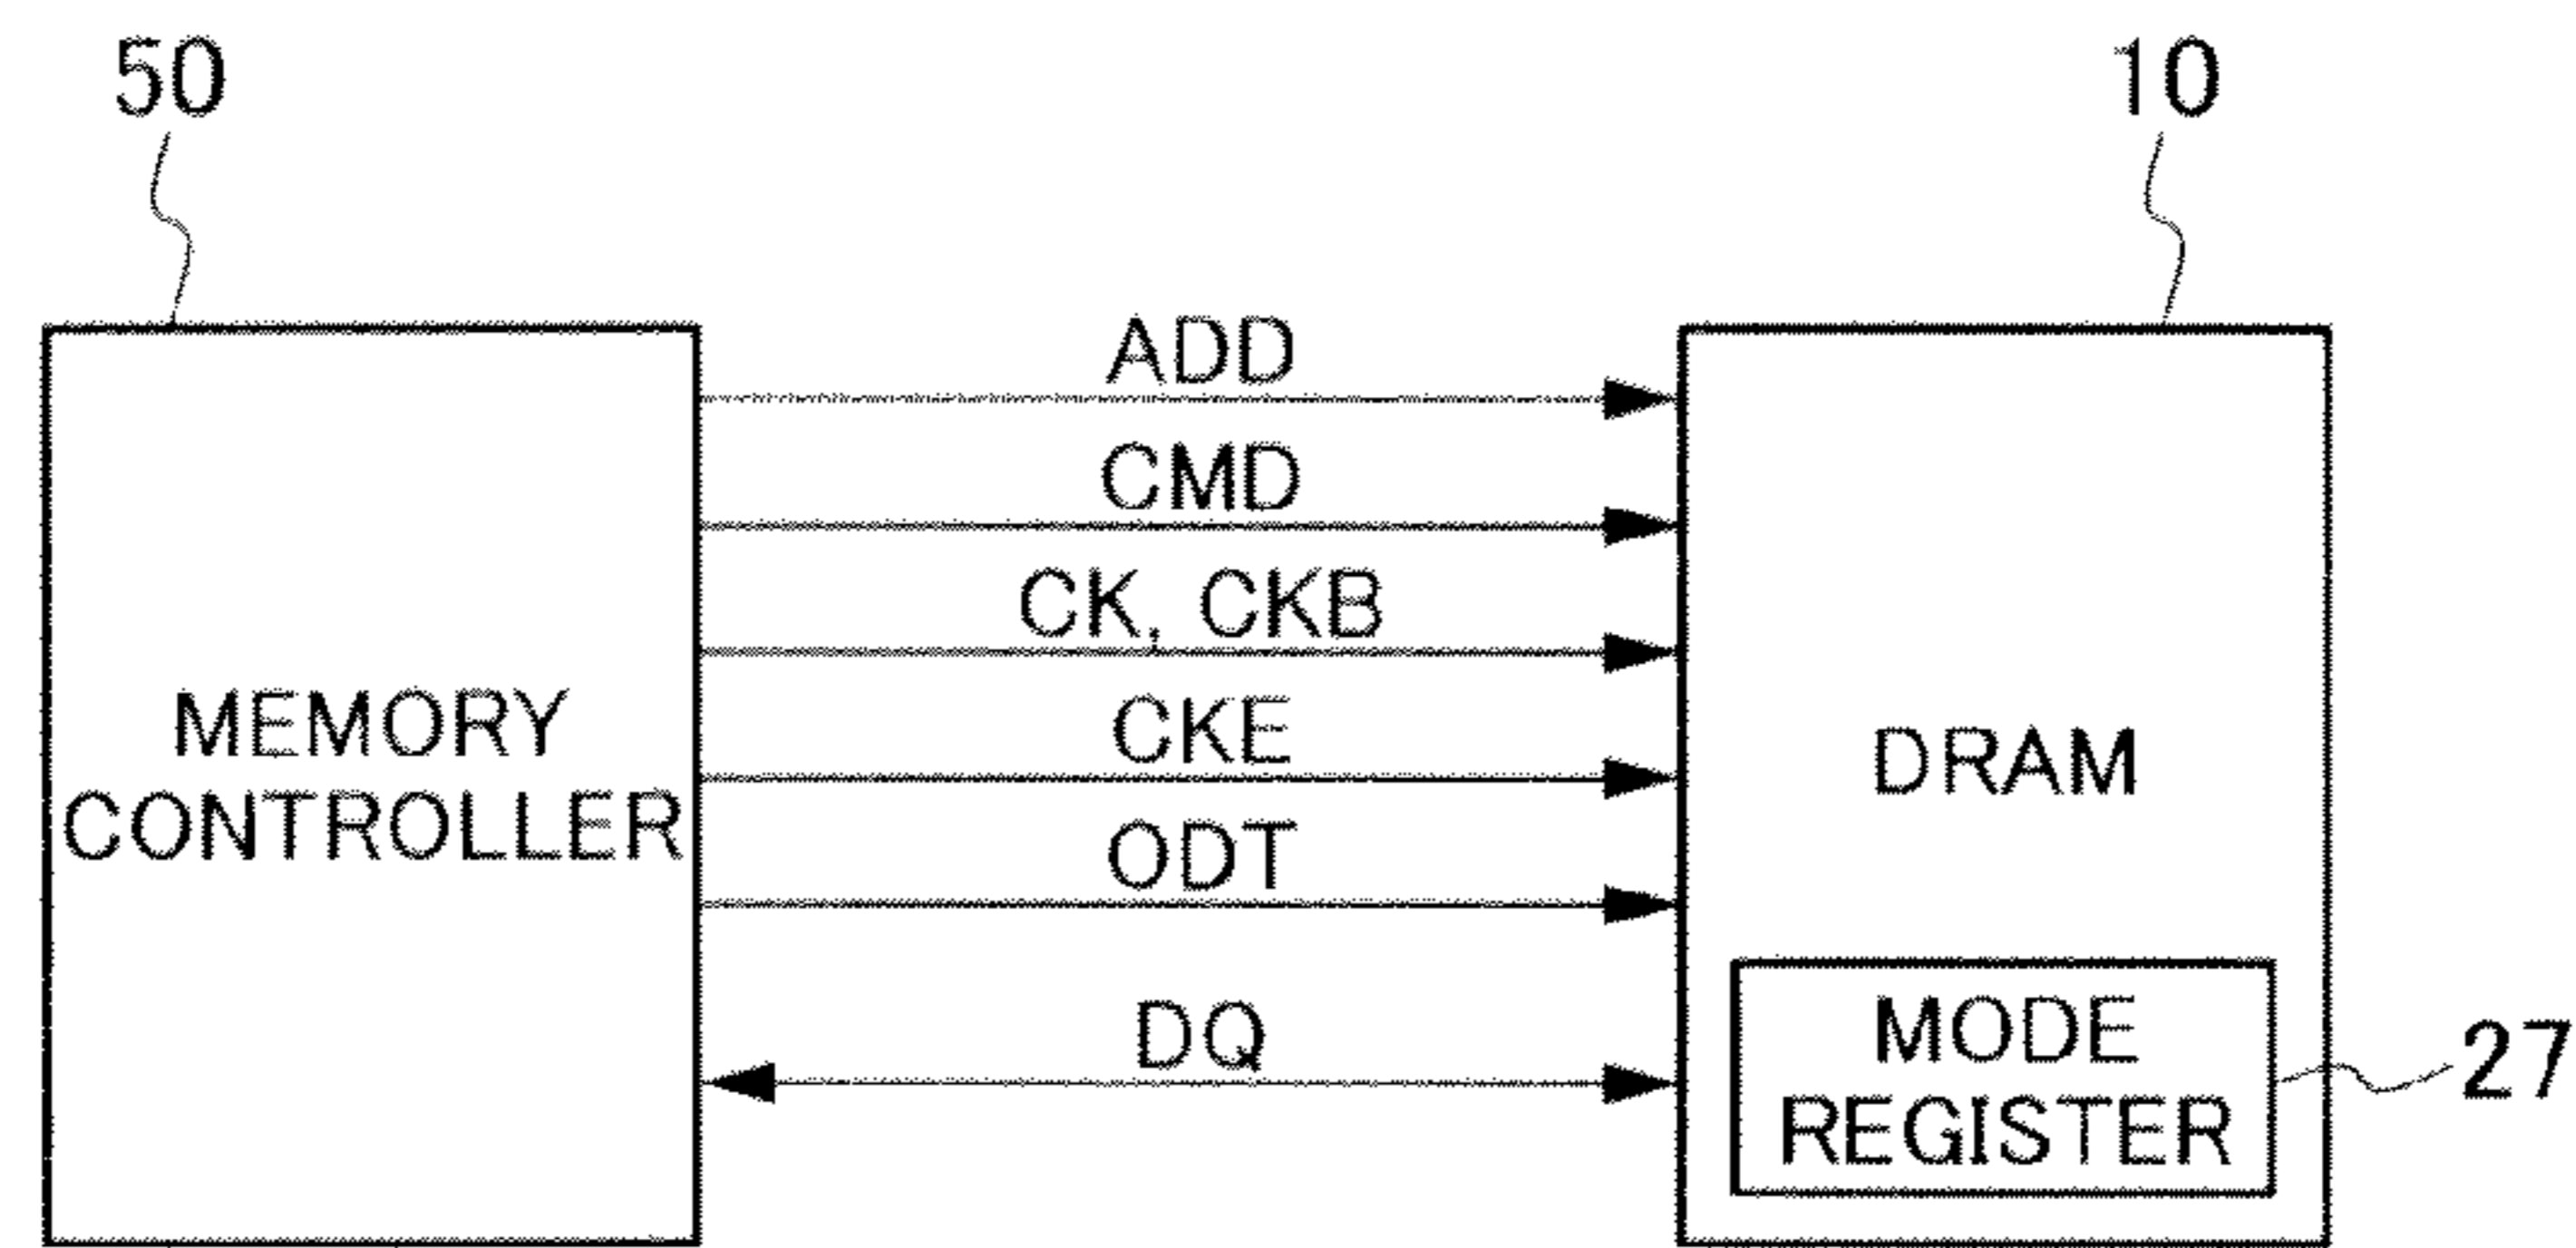 50
10
ADD
CMD
CK, CKB
CKE
ODT
DQ
MEMORY
CONTROLLER
DRAM
MODE
REGISTER
27